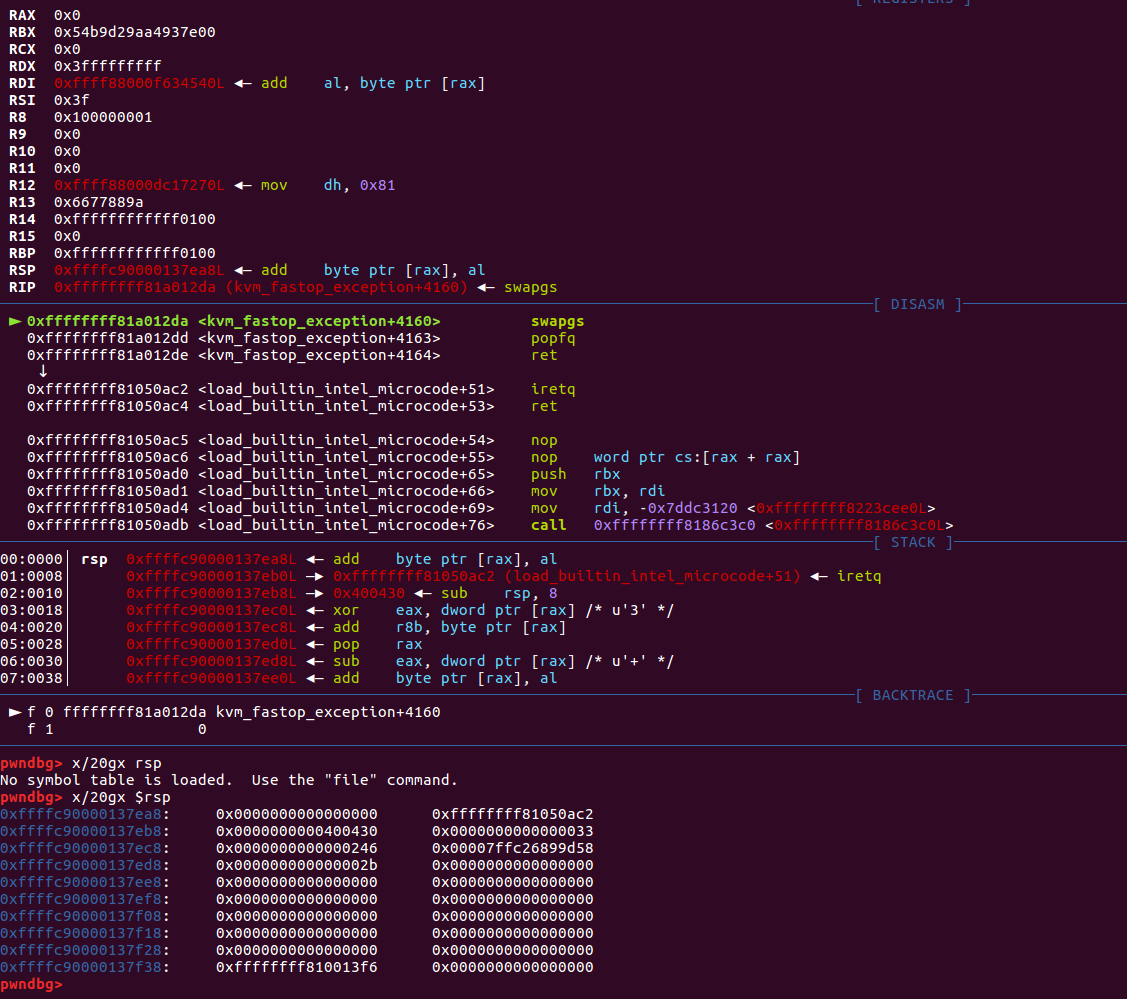 [ REGISTERS ]
RAX  0x0
RBX  0x54b9d29aa4937e00
RCX  0x0
RDX  0x3fffffffff
RDI  0xffff88000f634540L ◂— add    al, byte ptr [rax]
RSI  0x3f
R8   0x100000001
R9   0x0
R10  0x0
R11  0x0
R12  0xffff88000dc17270L ◂— mov    dh, 0x81
R13  0x6677889a
R14  0xffffffffffff0100
R15  0x0
RBP  0xffffffffffff0100
RSP  0xffffc90000137ea8L ◂— add    byte ptr [rax], al
RIP  0xffffffff81a012da (kvm_fastop_exception+4160) ◂— swapgs
[ DISASM ]
► 0xffffffff81a012da <kvm_fastop_exception+4160>    swapgs
0xffffffff81a012dd <kvm_fastop_exception+4163>    popfq
0xffffffff81a012de <kvm_fastop_exception+4164>    ret
↓
0xffffffff81050ac2 <load_builtin_intel_microcode+51>    iretq
0xffffffff81050ac4 <load_builtin_intel_microcode+53>    ret
0xffffffff81050ac5 <load_builtin_intel_microcode+54>    nop
0xffffffff81050ac6 <load_builtin_intel_microcode+55>    nop    word ptr cs:[rax + rax]
0xffffffff81050ad0 <load_builtin_intel_microcode+65>    push   rbx
0xffffffff81050ad1 <load_builtin_intel_microcode+66>    mov    rbx, rdi
0xffffffff81050ad4 <load_builtin_intel_microcode+69>    mov    rdi, -0x7ddc3120 <0xffffffff8223cee0L>
0xffffffff81050adb <load_builtin_intel_microcode+76>    call   0xffffffff8186c3c0 <0xffffffff8186c3c0L>
[ STACK ]
00:0000│ rsp  0xffffc90000137ea8L ◂— add    byte ptr [rax], al
01:0008│      0xffffc90000137eb0L —▸ 0xffffffff81050ac2 (load_builtin_intel_microcode+51) ◂— iretq
02:0010│      0xffffc90000137eb8L —▸ 0x400430 ◂— sub    rsp, 8
03:0018│      0xffffc90000137ec0L ◂— xor    eax, dword ptr [rax] /* u'3' */
04:0020│      0xffffc90000137ec8L ◂— add    r8b, byte ptr [rax]
05:0028│      0xffffc90000137ed0L ◂— pop    rax
06:0030│      0xffffc90000137ed8L ◂— sub    eax, dword ptr [rax] /* u'+' */
07:0038│      0xffffc90000137ee0L ◂— add    byte ptr [rax], al
[ BACKTRACE ]
► f 0 ffffffff81a012da kvm_fastop_exception+4160
f 1                0
pwndbg> x/20gx rsp
No symbol table is loaded.  Use the "file" command.
pwndbg> x/20gx $rsp
0xffffc90000137ea8:     0x0000000000000000      0xffffffff81050ac2
0xffffc90000137eb8:     0x0000000000400430      0x0000000000000033
0xffffc90000137ec8:     0x0000000000000246      0x00007ffc26899d58
0xffffc90000137ed8:     0x000000000000002b      0x0000000000000000
0xffffc90000137ee8:     0x0000000000000000      0x0000000000000000
0xffffc90000137ef8:     0x0000000000000000      0x0000000000000000
0xffffc90000137f08:     0x0000000000000000      0x0000000000000000
0xffffc90000137f18:     0x0000000000000000      0x0000000000000000
0xffffc90000137f28:     0x0000000000000000      0x0000000000000000
0xffffc90000137f38:     0xffffffff810013f6      0x0000000000000000
pwndbg>